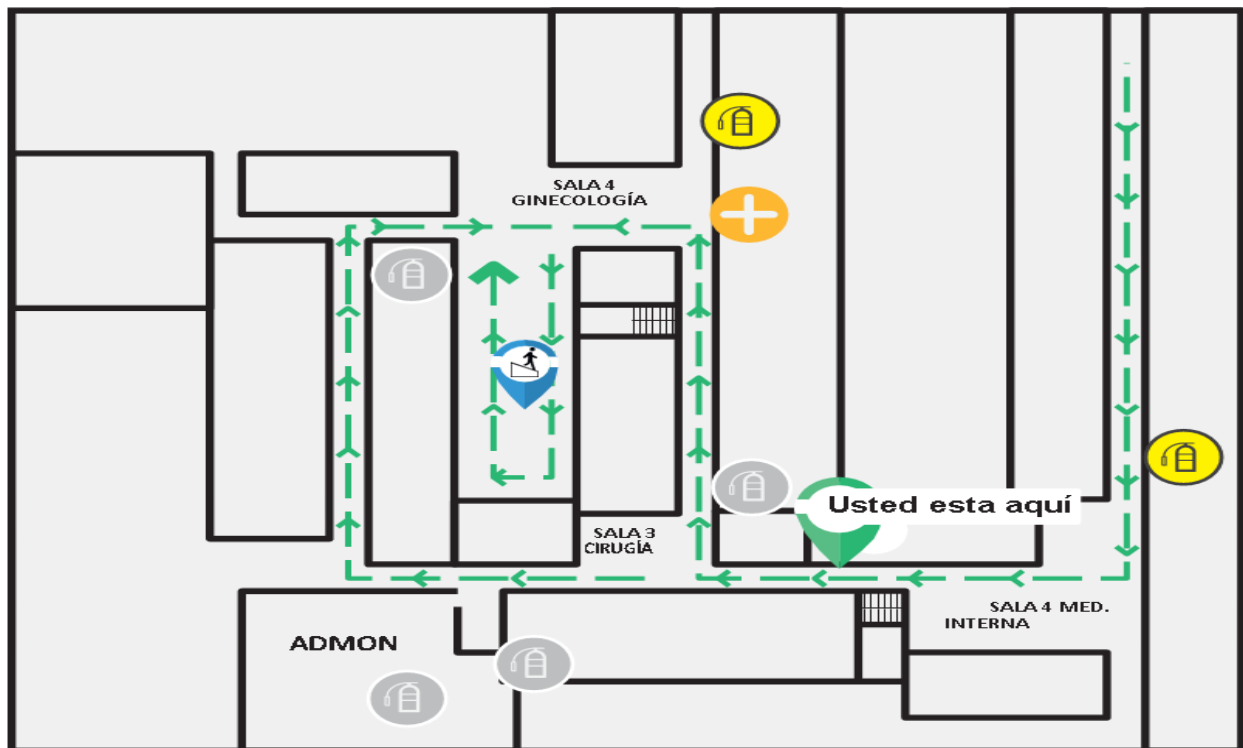 SALA 4
GINECOLOGÍA
Usted esta aquí
SALA 3
CIRUGÍA
SALA 4 MED.
INTERNA
ADMON